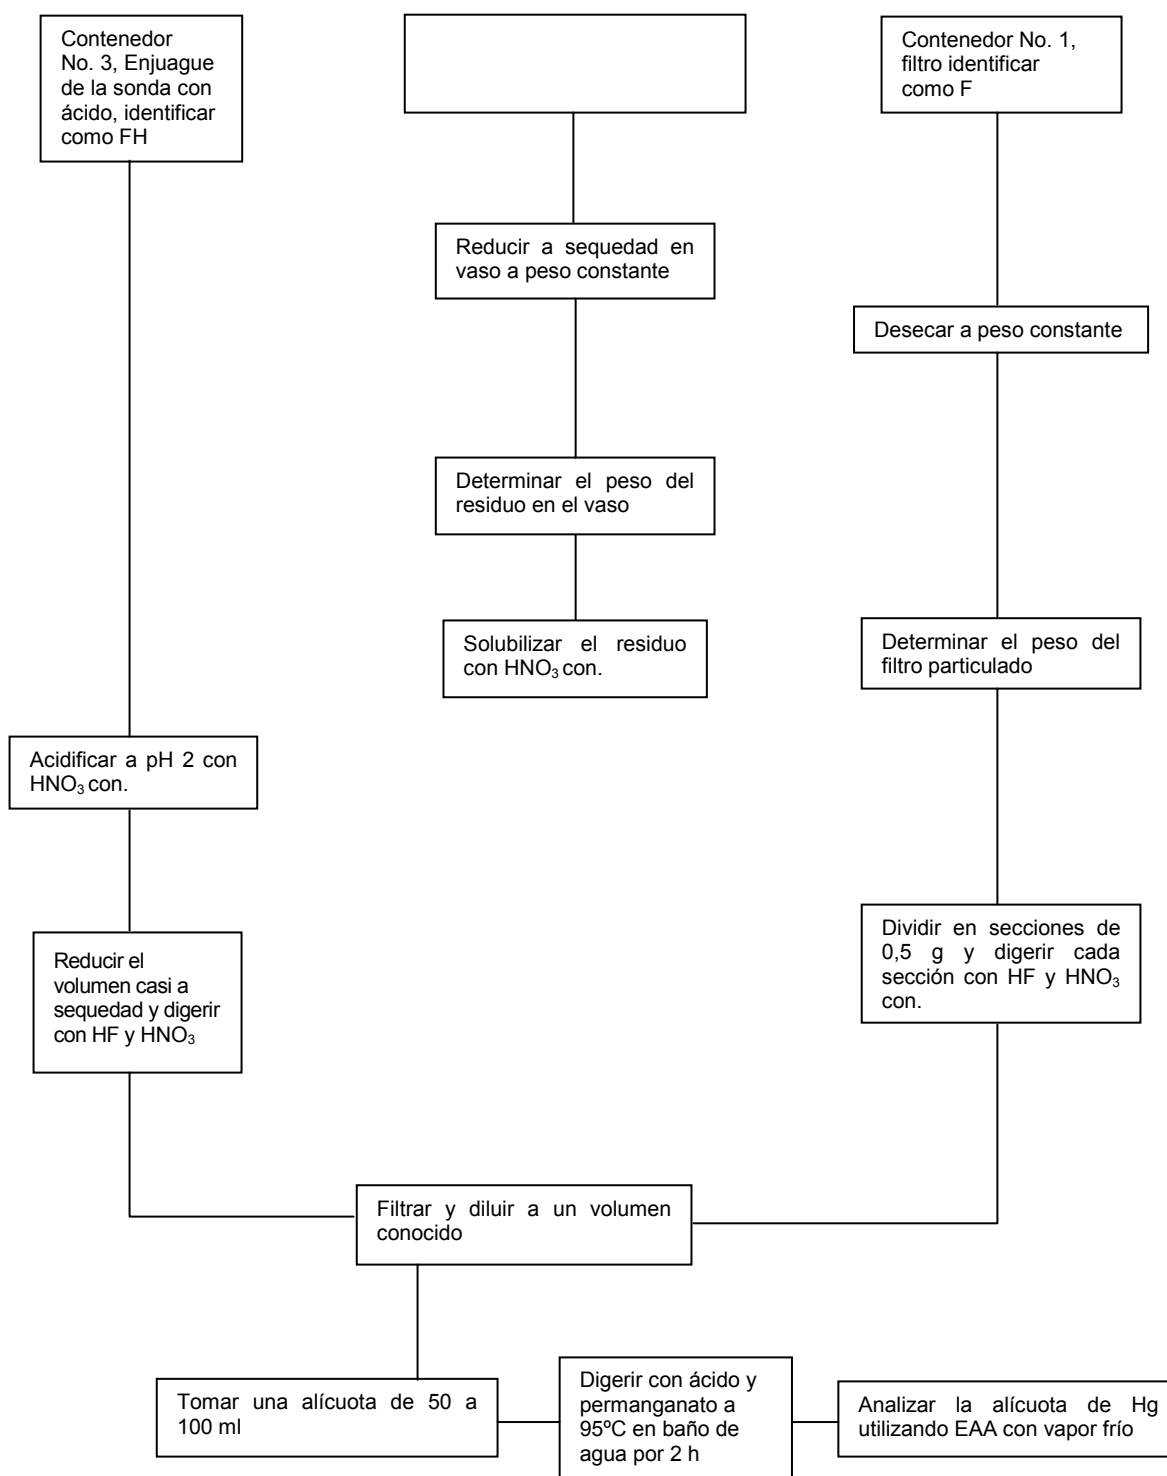 Contenedor
No. 3, Enjuague
de la sonda con
ácido, identificar
como FH
Contenedor No. 1,
filtro identificar
como F
Reducir a sequedad en
vaso a peso constante
Desecar a peso constante
Determinar el peso del
residuo en el vaso
Solubilizar el residuo
con HNO₃ con.
Determinar el peso del
filtro particulado
Acidificar a pH 2 con
HNO₃ con.
Reducir el
volumen casi a
sequedad y digerir
con HF y HNO₃
Dividir en secciones de
0,5 g y digerir cada
sección con HF y HNO₃
con.
Filtrar y diluir a un volumen
conocido
Tomar una alícuota de 50 a
100 ml
Digerir con ácido y
permanganato a
95ºC en baño de
agua por 2 h
Analizar la alícuota de Hg
utilizando EAA con vapor frío